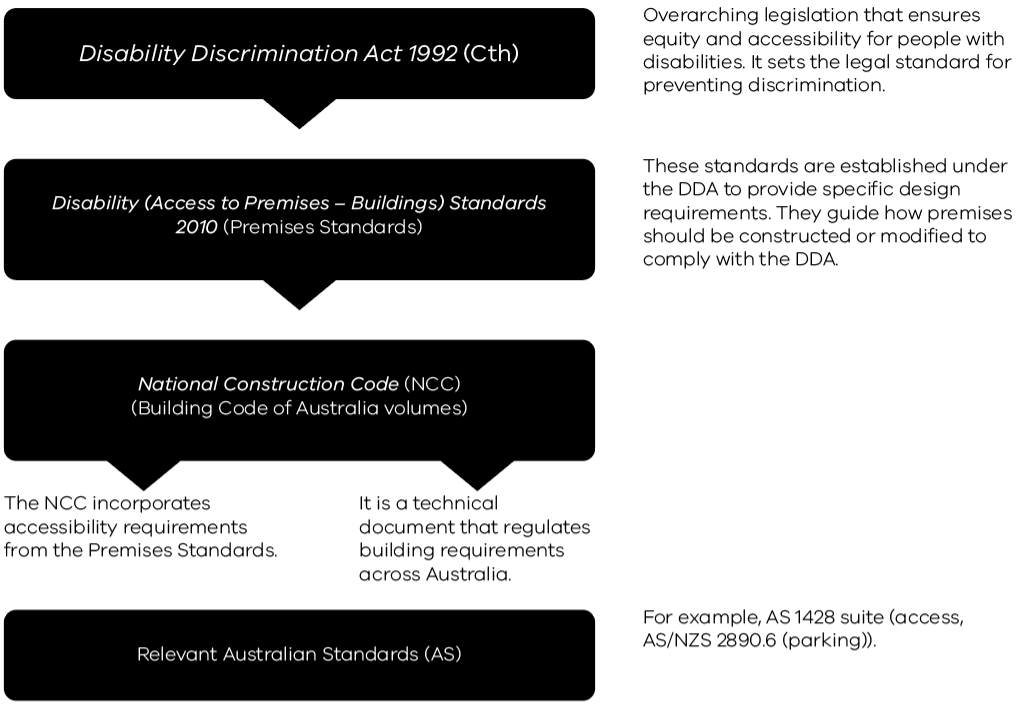 Disability Discrimination Act 1992 (Cth)
Overarching legislation that ensures
equity and accessibility for people with
disabilities. It sets the legal standard for
preventing discrimination.
Disability (Access to Premises – Buildings) Standards
2010 (Premises Standards)
These standards are established under
the DDA to provide specific design
requirements. They guide how premises
should be constructed or modified to
comply with the DDA.
National Construction Code (NCC)
(Building Code of Australia volumes)
The NCC incorporates
accessibility requirements
from the Premises Standards.
It is a technical
document that regulates
building requirements
across Australia.
Relevant Australian Standards (AS)
For example, AS 1428 suite (access,
AS/NZS 2890.6 (parking)).